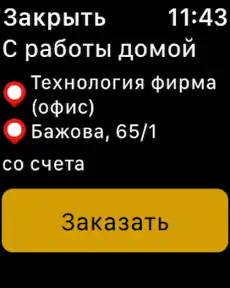 Закрыть 11:43
С работы домой
Технология фирма
(офис)
Бажова, 65/1
со счета
Заказать